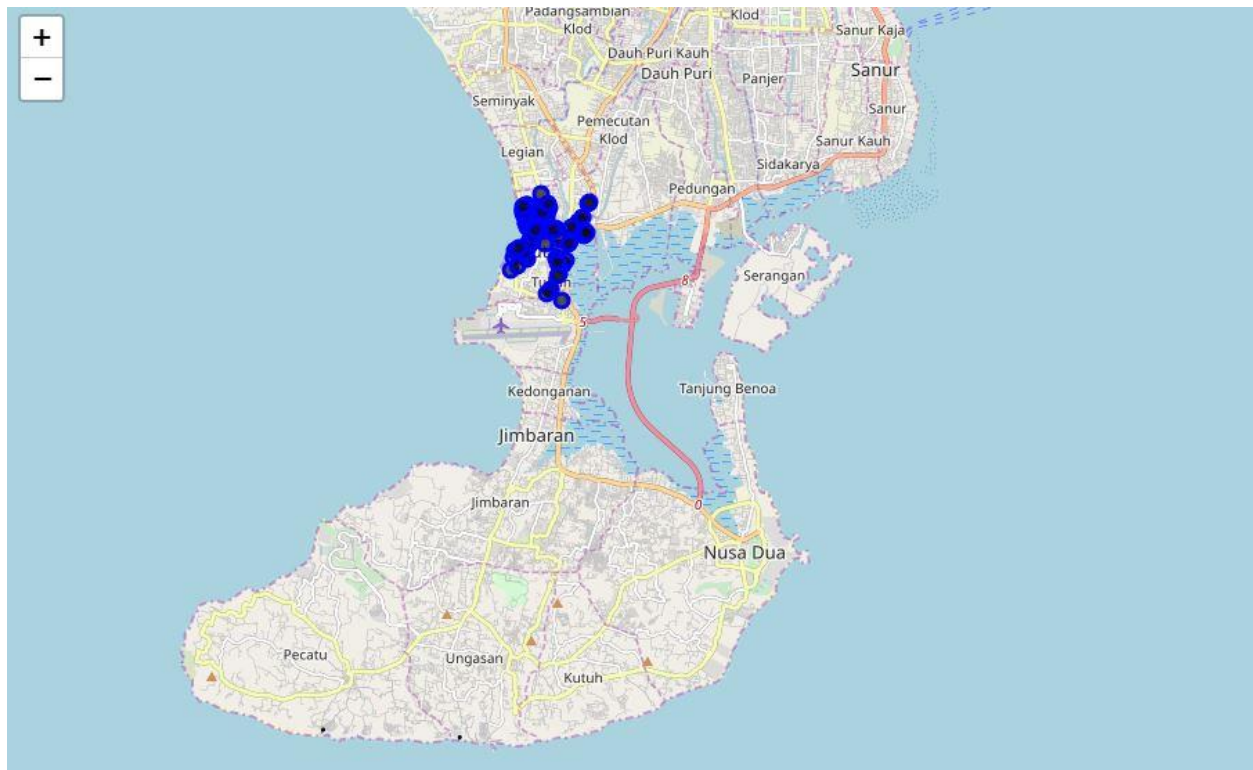 +
−
Padangsambian
Klod
Klod
Sanur Kaja
Dauh Puri Kauh
Dauh Puri
Panjer
Sanur
Seminyak
Sanur
Pemecutan
Klod
Sanur Kauh
Legian
Sidakarya
Pedungan
Serangan
8
5
Kedonganan
Tanjung Benoa
Jimbaran
Jimbaran
0
Nusa Dua
Pecatu
Ungasan
Kutuh